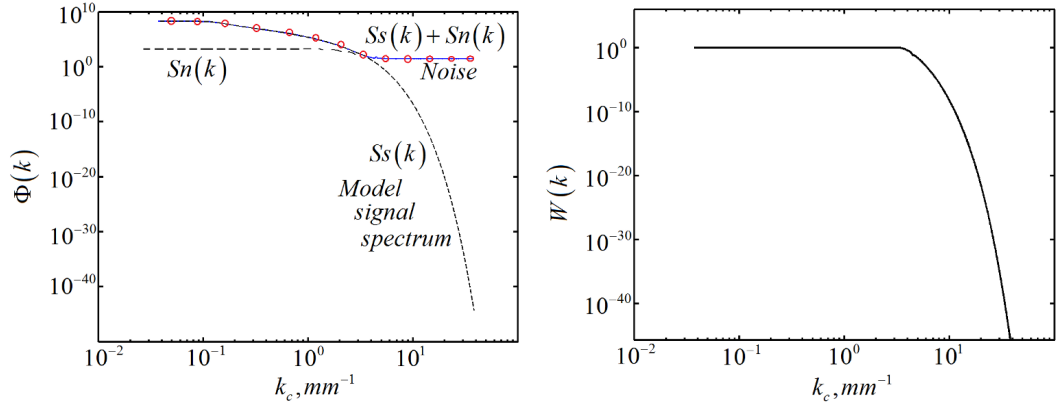 10^10
10^0
10^-10
10^-20
10^-30
10^-40
Φ(k)
Ss(k)+Sn(k)
Sn(k)
Noise
Ss(k)
Model
signal
spectrum
10^-2 10^-1 10^0 10^1
k_c, mm^-1
10^0
10^-10
10^-20
10^-30
10^-40
W(k)
10^-2 10^-1 10^0 10^1
k_c, mm^-1